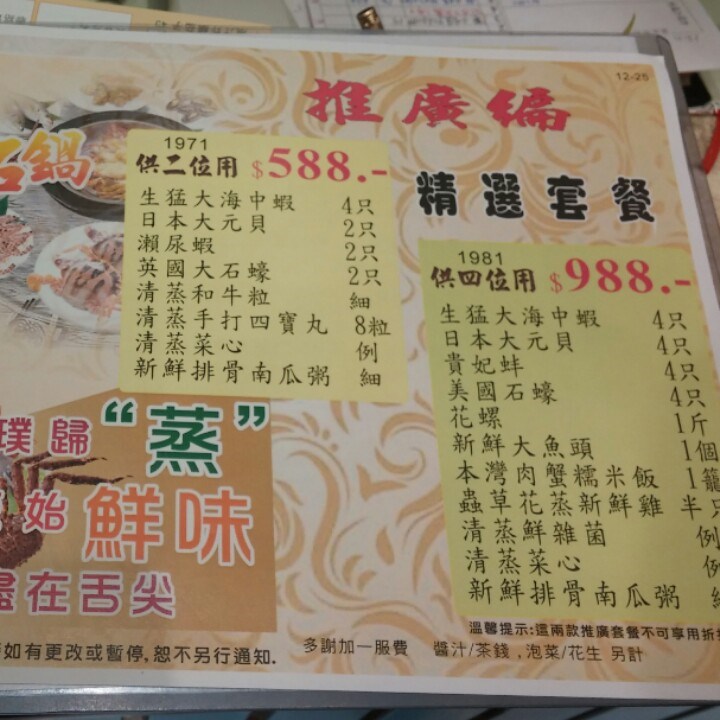 12-25
推廣編
石鍋
精選套餐
1971
供二位用 $588.-
生猛大海中蝦 4只
日本大元貝 2只
瀨尿蝦 2只
英國大石蠔 2只
清蒸和牛粒 細
清蒸手打四寶丸 8粒
清蒸菜心 例
新鮮排骨南瓜粥 細
1981
供四位用 $988.-
生猛大海中蝦 4只
日本大元貝 4只
貴妃蚌 4只
美國石蠔 4只
花螺 1斤
新鮮大魚頭 1個
本灣肉蟹糯米飯 1籠
蟲草花蒸新鮮雞 半只
清蒸鮮雜菌 例
清蒸菜心 例
新鮮排骨南瓜粥
璞歸“蒸”
始鮮味
盡在舌尖
溫馨提示:這兩款推廣套餐不可享用折
如有更改或暫停,恕不另行通知.
多謝加一服費 醬汁/茶錢,泡菜/花生 另計